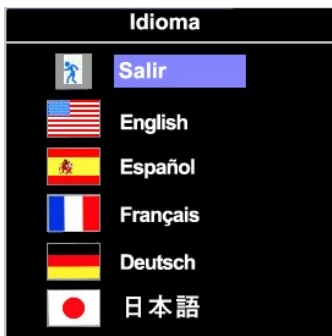 Idioma
Salir
English
Español
Français
Deutsch
日本語